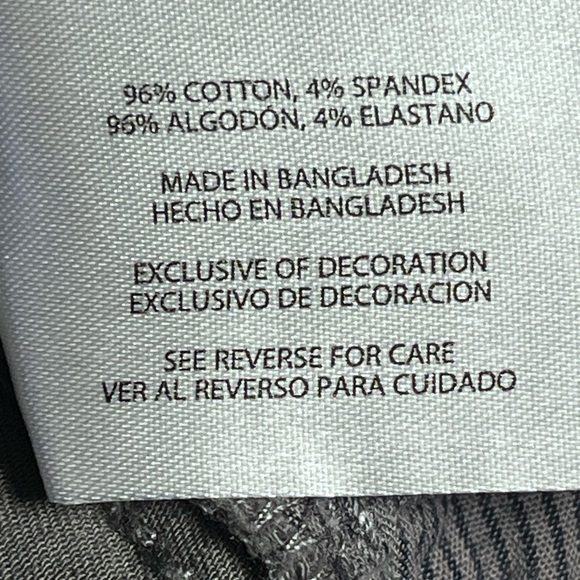 96% COTTON, 4% SPANDEX
96% ALGODÓN, 4% ELASTANO
MADE IN BANGLADESH
HECHO EN BANGLADESH
EXCLUSIVE OF DECORATION
EXCLUSIVO DE DECORACION
SEE REVERSE FOR CARE
VER AL REVERSO PARA CUIDADO